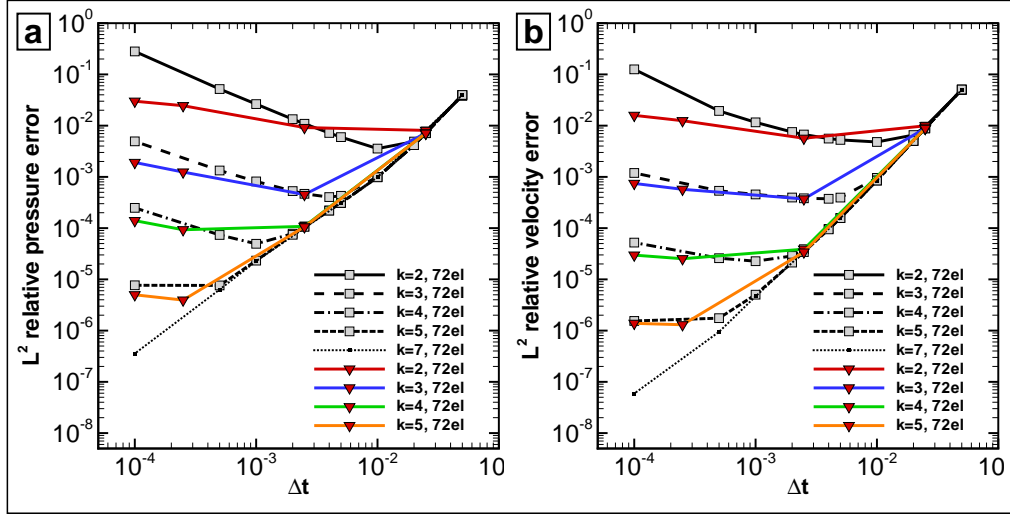 a
L² relative pressure error
10⁰
10⁻¹
10⁻²
10⁻³
10⁻⁴
10⁻⁵
10⁻⁶
10⁻⁷
10⁻⁸
k=2, 72el
k=3, 72el
k=4, 72el
k=5, 72el
k=7, 72el
k=2, 72el
k=3, 72el
k=4, 72el
k=5, 72el
10⁻⁴ 10⁻³ 10⁻² 10
Δt
b
L² relative velocity error
10⁰
10⁻¹
10⁻²
10⁻³
10⁻⁴
10⁻⁵
10⁻⁶
10⁻⁷
10⁻⁸
k=2, 72el
k=3, 72el
k=4, 72el
k=5, 72el
k=7, 72el
k=2, 72el
k=3, 72el
k=4, 72el
k=5, 72el
10⁻⁴ 10⁻³ 10⁻² 10
Δt